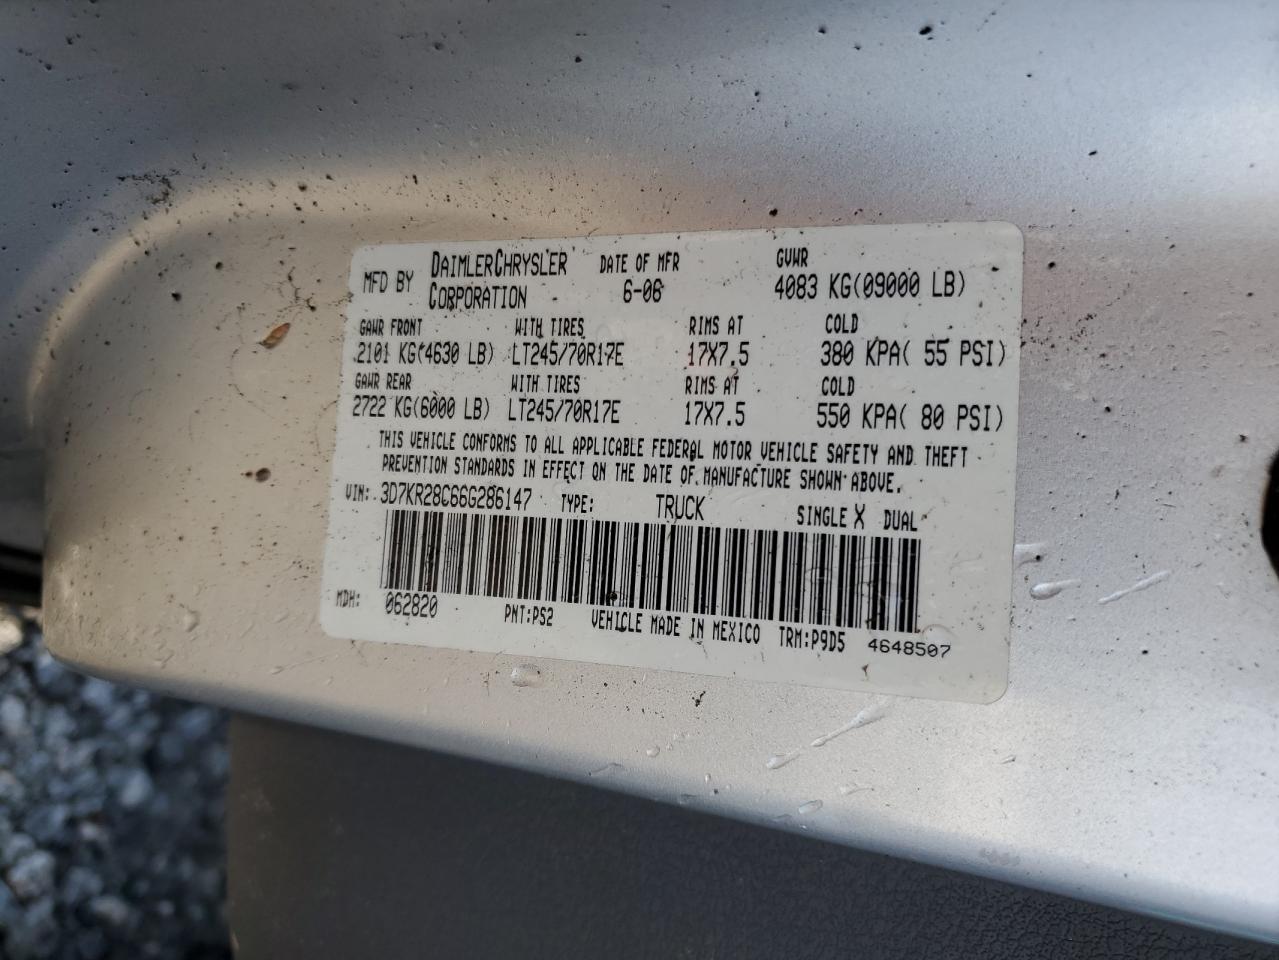 MFD BY DAIMLERCHRYSLER CORPORATION DATE OF MFR 6-06 GVWR 4083 KG(09000 LB)
GAWR FRONT WITH TIRES RIMS AT COLD
2101 KG(4630 LB) LT245/70R17E 17X7.5 380 KPA( 55 PSI)
GAWR REAR WITH TIRES RIMS AT COLD
2722 KG(6000 LB) LT245/70R17E 17X7.5 550 KPA( 80 PSI)
THIS VEHICLE CONFORMS TO ALL APPLICABLE FEDERAL MOTOR VEHICLE SAFETY AND THEFT
PREVENTION STANDARDS IN EFFECT ON THE DATE OF MANUFACTURE SHOWN ABOVE.
VIN: 3D7KR28C66G286147 TYPE: TRUCK SINGLE X DUAL
MDH: 062820 PNT:PS2 VEHICLE MADE IN MEXICO TRM:P9D5 4648507